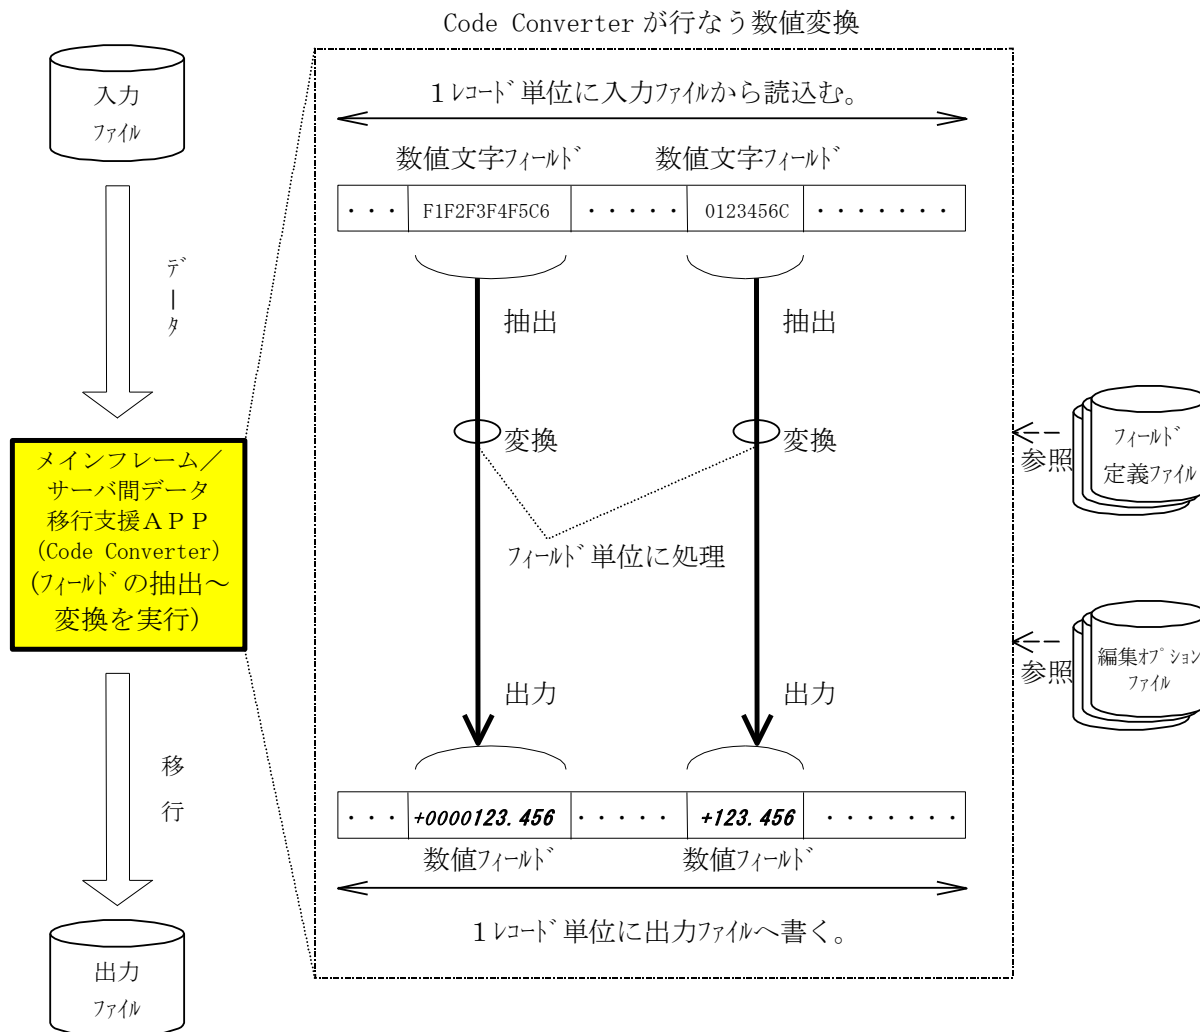 Code Converter が行なう数値変換
入力
ファイル
データ
メインフレーム/
サーバ間データ
移行支援APP
(Code Converter)
(フィールドの抽出~
変換を実行)
移
行
出力
ファイル
1レコード単位に入力ファイルから読込む。
数値文字フィールド 数値文字フィールド
・・・ F1F2F3F4F5C6 ・・・・・ 0123456C ・・・・・・・
抽出 抽出
変換 変換
フィールド単位に処理
出力 出力
・・・ +0000123.456 ・・・・・ +123.456 ・・・・・・・
数値フィールド 数値フィールド
1レコード単位に出力ファイルへ書く。
フィールド
定義ファイル
参照
編集オプション
ファイル
参照